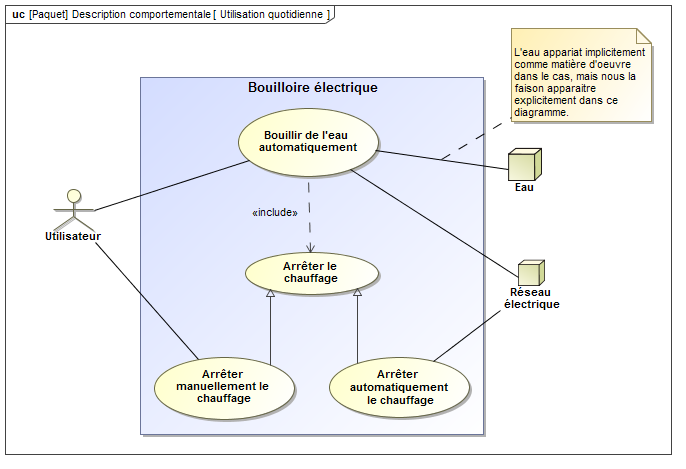 uc [Paquet] Description comportementale [ Utilisation quotidienne ]
L'eau appariat implicitement
comme matière d'oeuvre
dans le cas, mais nous la
faison apparaitre
explicitement dans ce
diagramme.
Bouilloire électrique
Bouillir de l'eau
automatiquement
Eau
«include»
Utilisateur
Arrêter le
chauffage
Réseau
électrique
Arrêter
manuellement le
chauffage
Arrêter
automatiquement
le chauffage